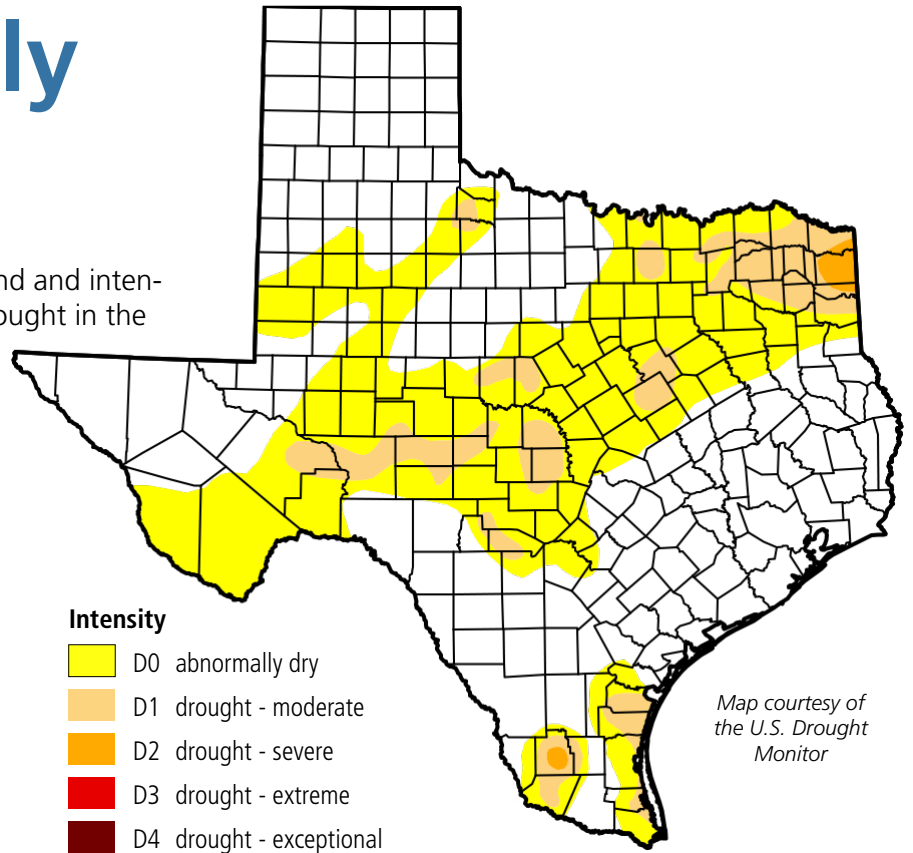 ly
nd and inten-
ought in the
Intensity
D0 abnormally dry
D1 drought - moderate
D2 drought - severe
D3 drought - extreme
D4 drought - exceptional
Map courtesy of
the U.S. Drought
Monitor